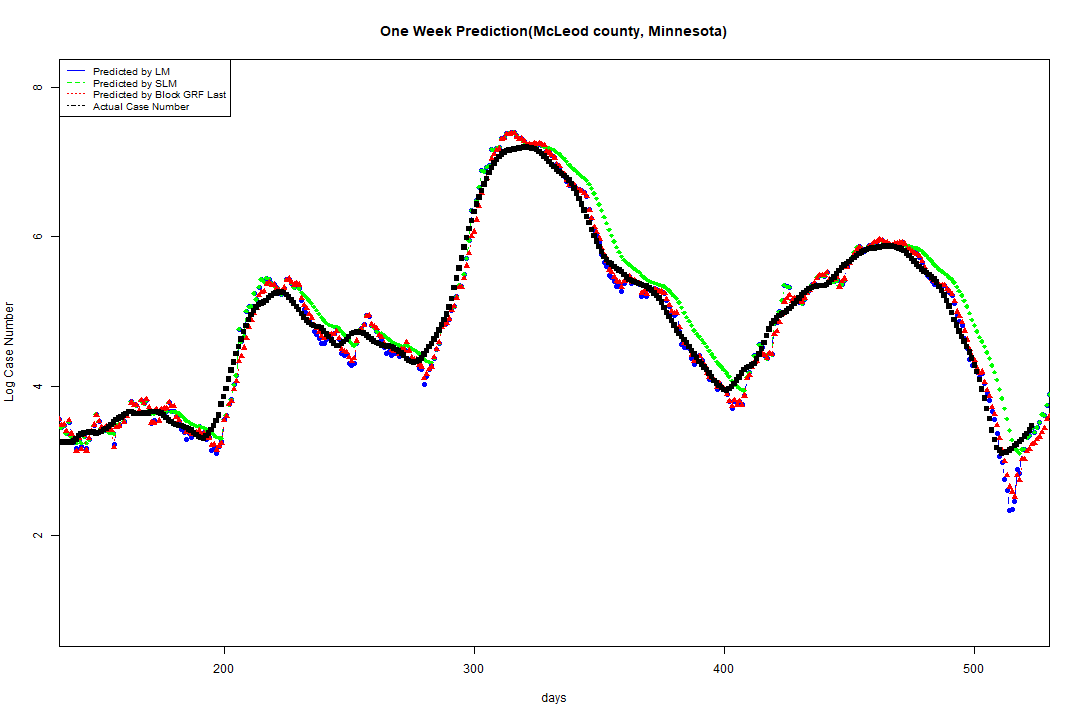 One Week Prediction(McLeod county, Minnesota)
Predicted by LM
Predicted by SLM
Predicted by Block GRF Last
Actual Case Number
8
6
4
2
Log Case Number
200
300
400
500
days